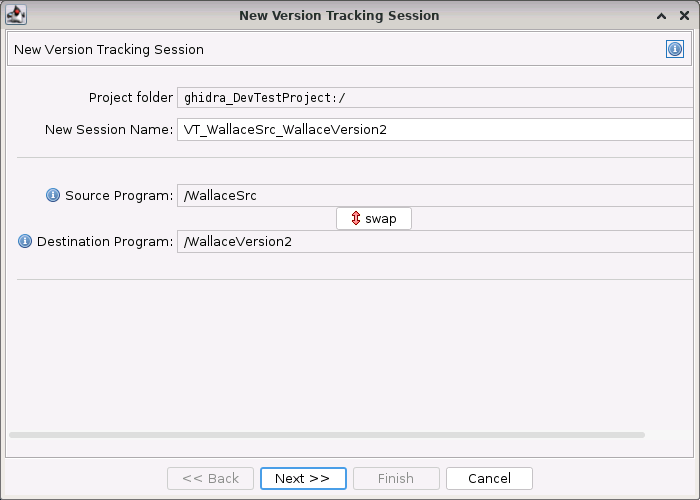 New Version Tracking Session
New Version Tracking Session
Project folder ghidra_DevTestProject:/
New Session Name: VT_WallaceSrc_WallaceVersion2
Source Program: /WallaceSrc
swap
Destination Program: /WallaceVersion2
<< Back Next >> Finish Cancel